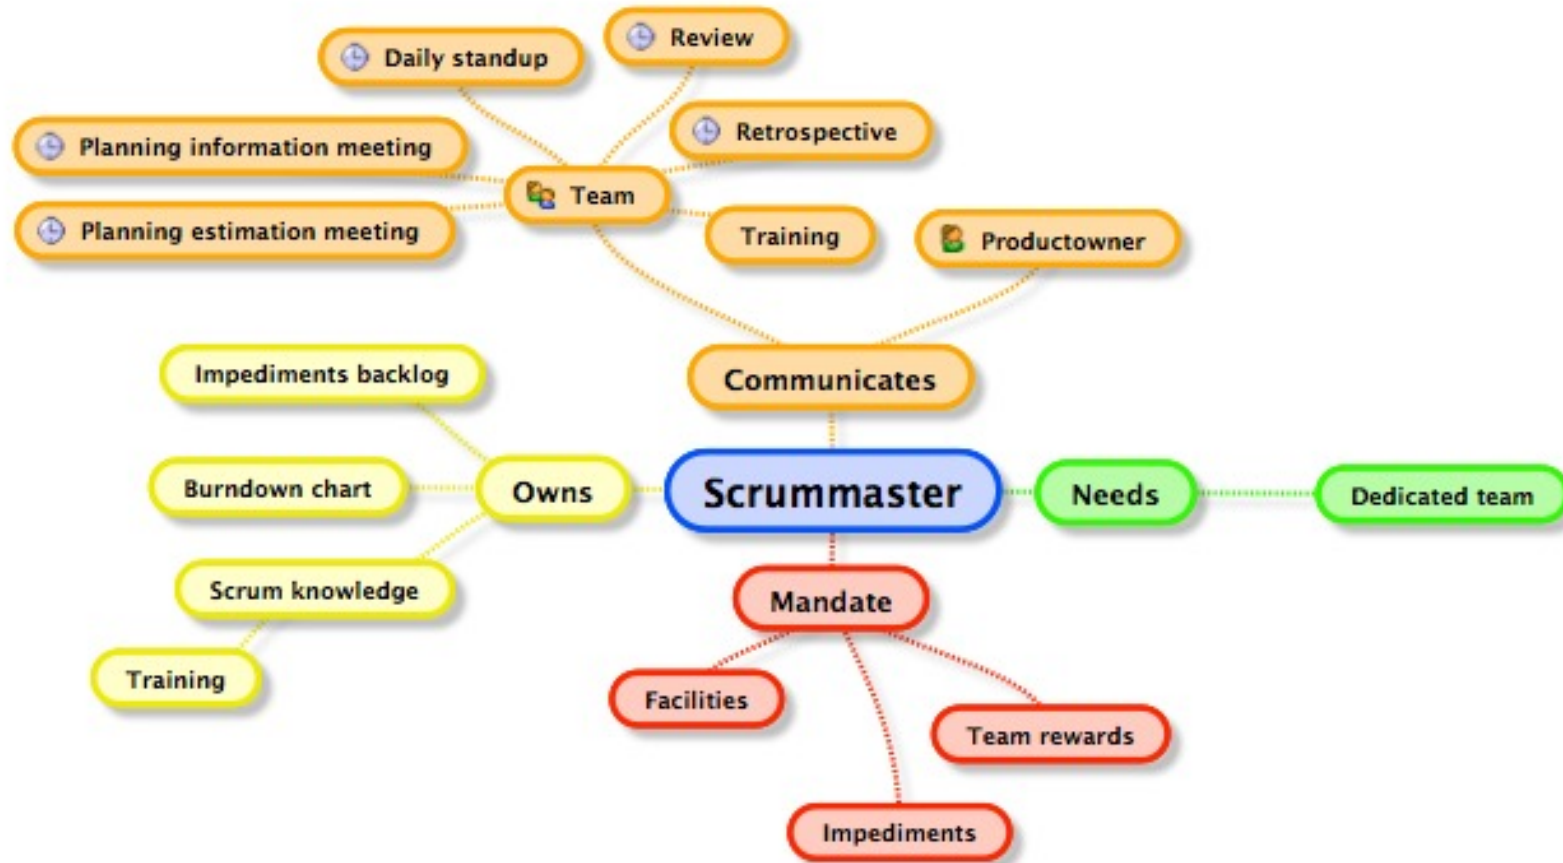 Review
Daily standup
Retrospective
Planning information meeting
Team
Planning estimation meeting
Training
Productowner
Impediments backlog
Communicates
Burndown chart
Owns
Scrummaster
Needs
Dedicated team
Scrum knowledge
Mandate
Training
Facilities
Team rewards
Impediments